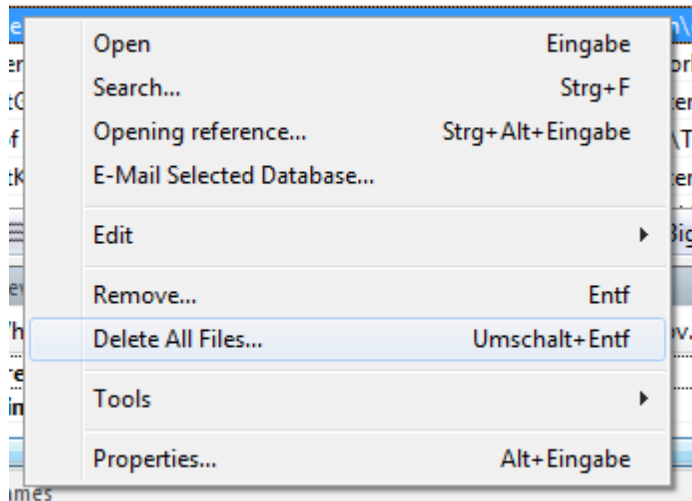 Open Eingabe
Search... Strg+F
Opening reference... Strg+Alt+Eingabe
E-Mail Selected Database...
Edit
Remove... Entf
Delete All Files... Umschalt+Entf
Tools
Properties... Alt+Eingabe